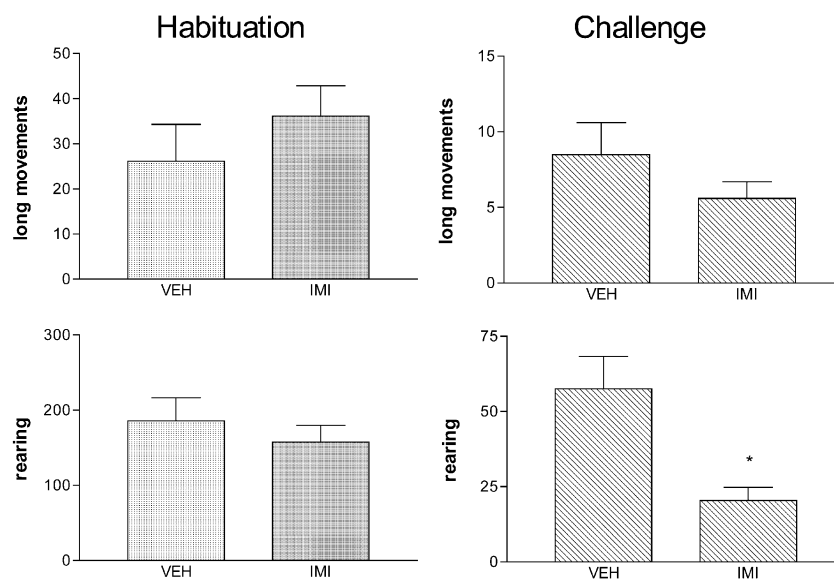 Habituation
Challenge
50
40
30
20
10
0
long movements
VEH
IMI
15
10
5
0
long movements
VEH
IMI
300
200
100
0
rearing
VEH
IMI
75
50
25
0
rearing
*
VEH
IMI